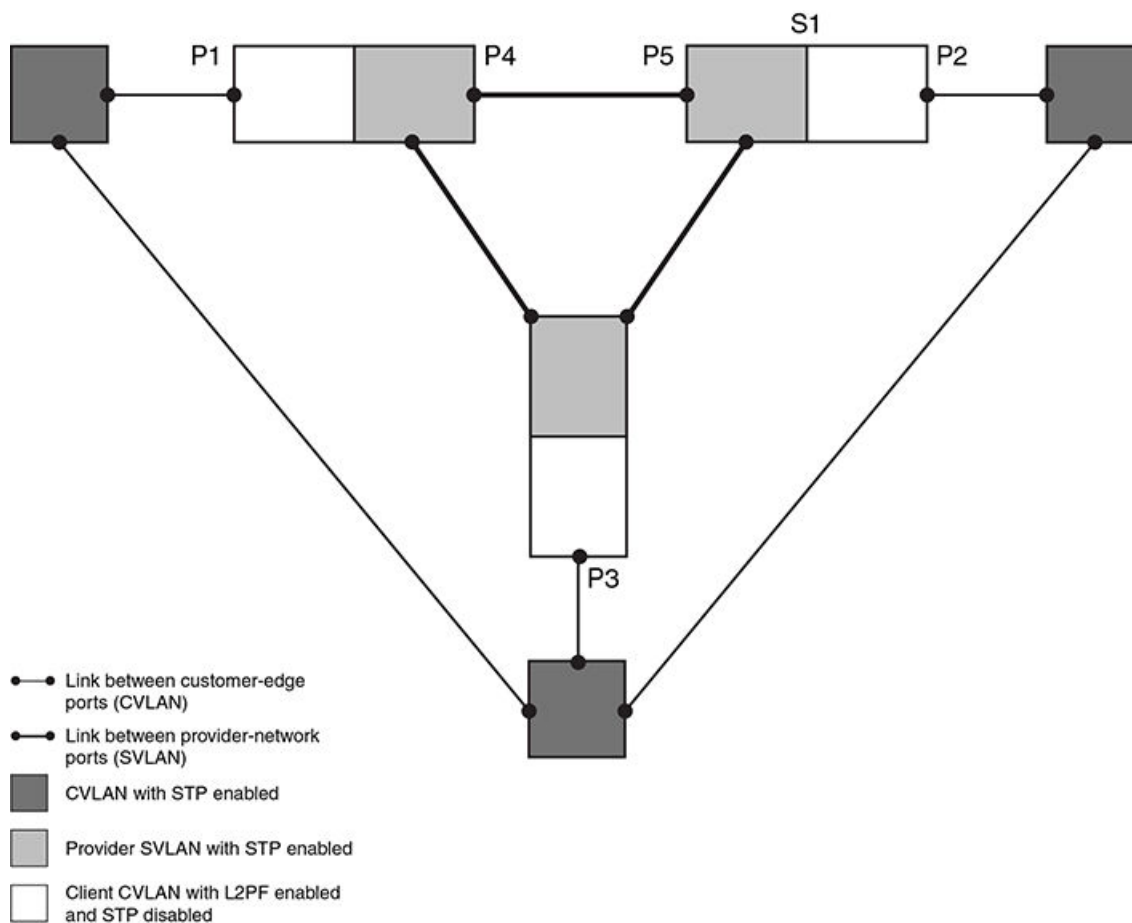 S1
P1
P4
P5
P2
P3
Link between customer-edge
ports (CVLAN)
Link between provider-network
ports (SVLAN)
CVLAN with STP enabled
Provider SVLAN with STP enabled
Client CVLAN with L2PF enabled
and STP disabled